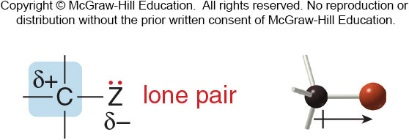 Copyright © McGraw-Hill Education. All rights reserved. No reproduction or
distribution without the prior written consent of McGraw-Hill Education.
δ+
C Z lone pair
δ−